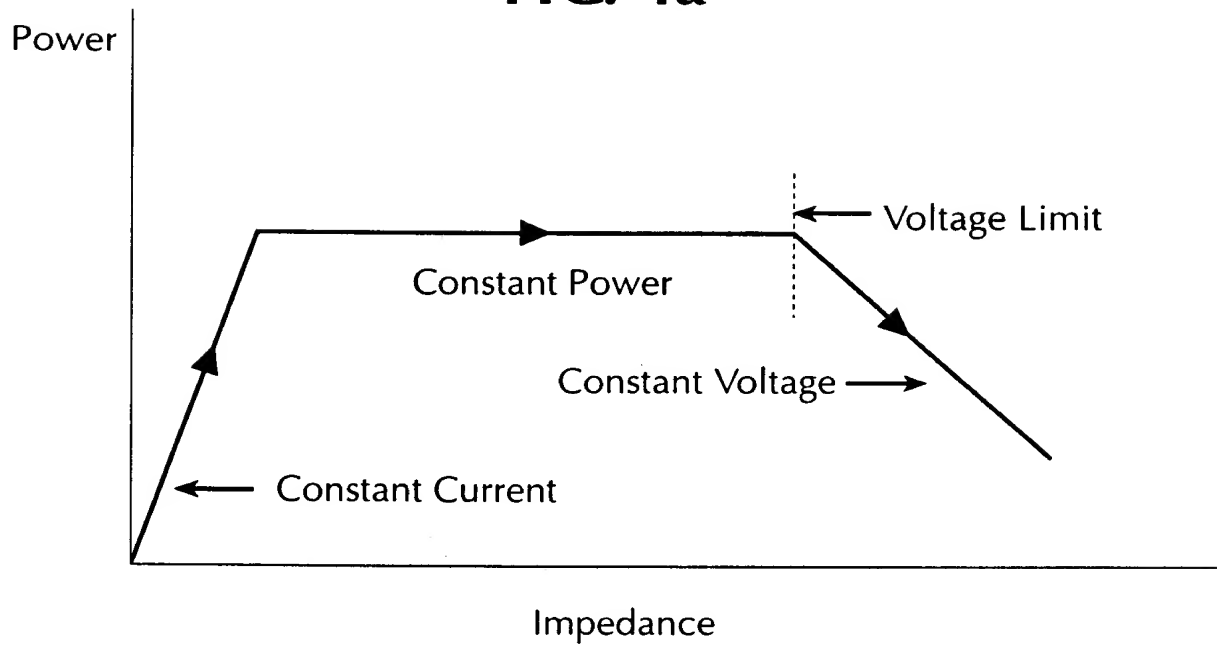 Power
Voltage Limit
Constant Power
Constant Voltage
Constant Current
Impedance